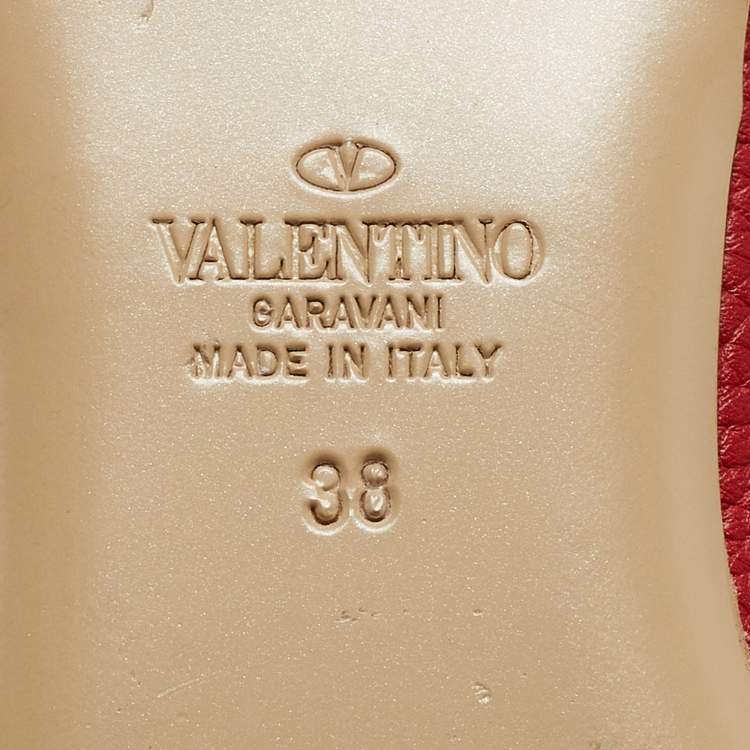 V
VALENTINO
GARAVANI
MADE IN ITALY
38